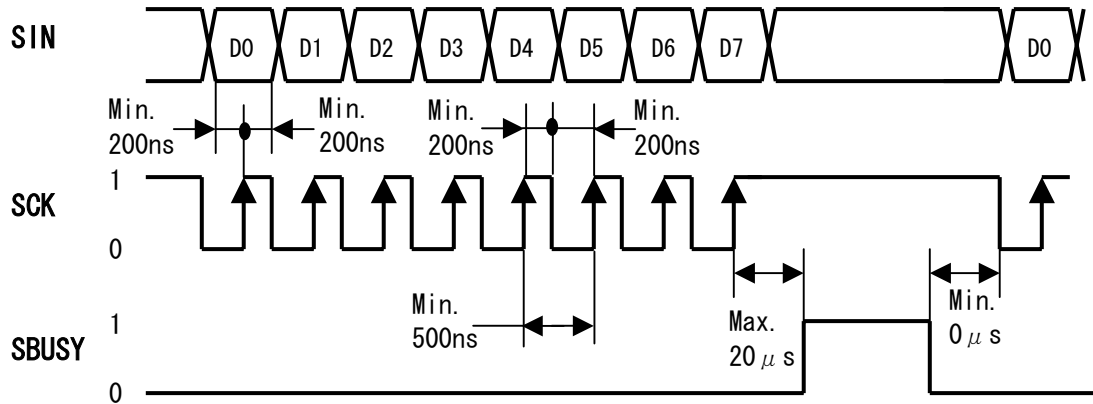 SIN
D0 D1 D2 D3 D4 D5 D6 D7 D0
Min. 200ns
Min. 200ns
Min. 200ns
Min. 200ns
SCK
1
0
Min. 500ns
Max. 20μs
Min. 0μs
SBUSY
1
0